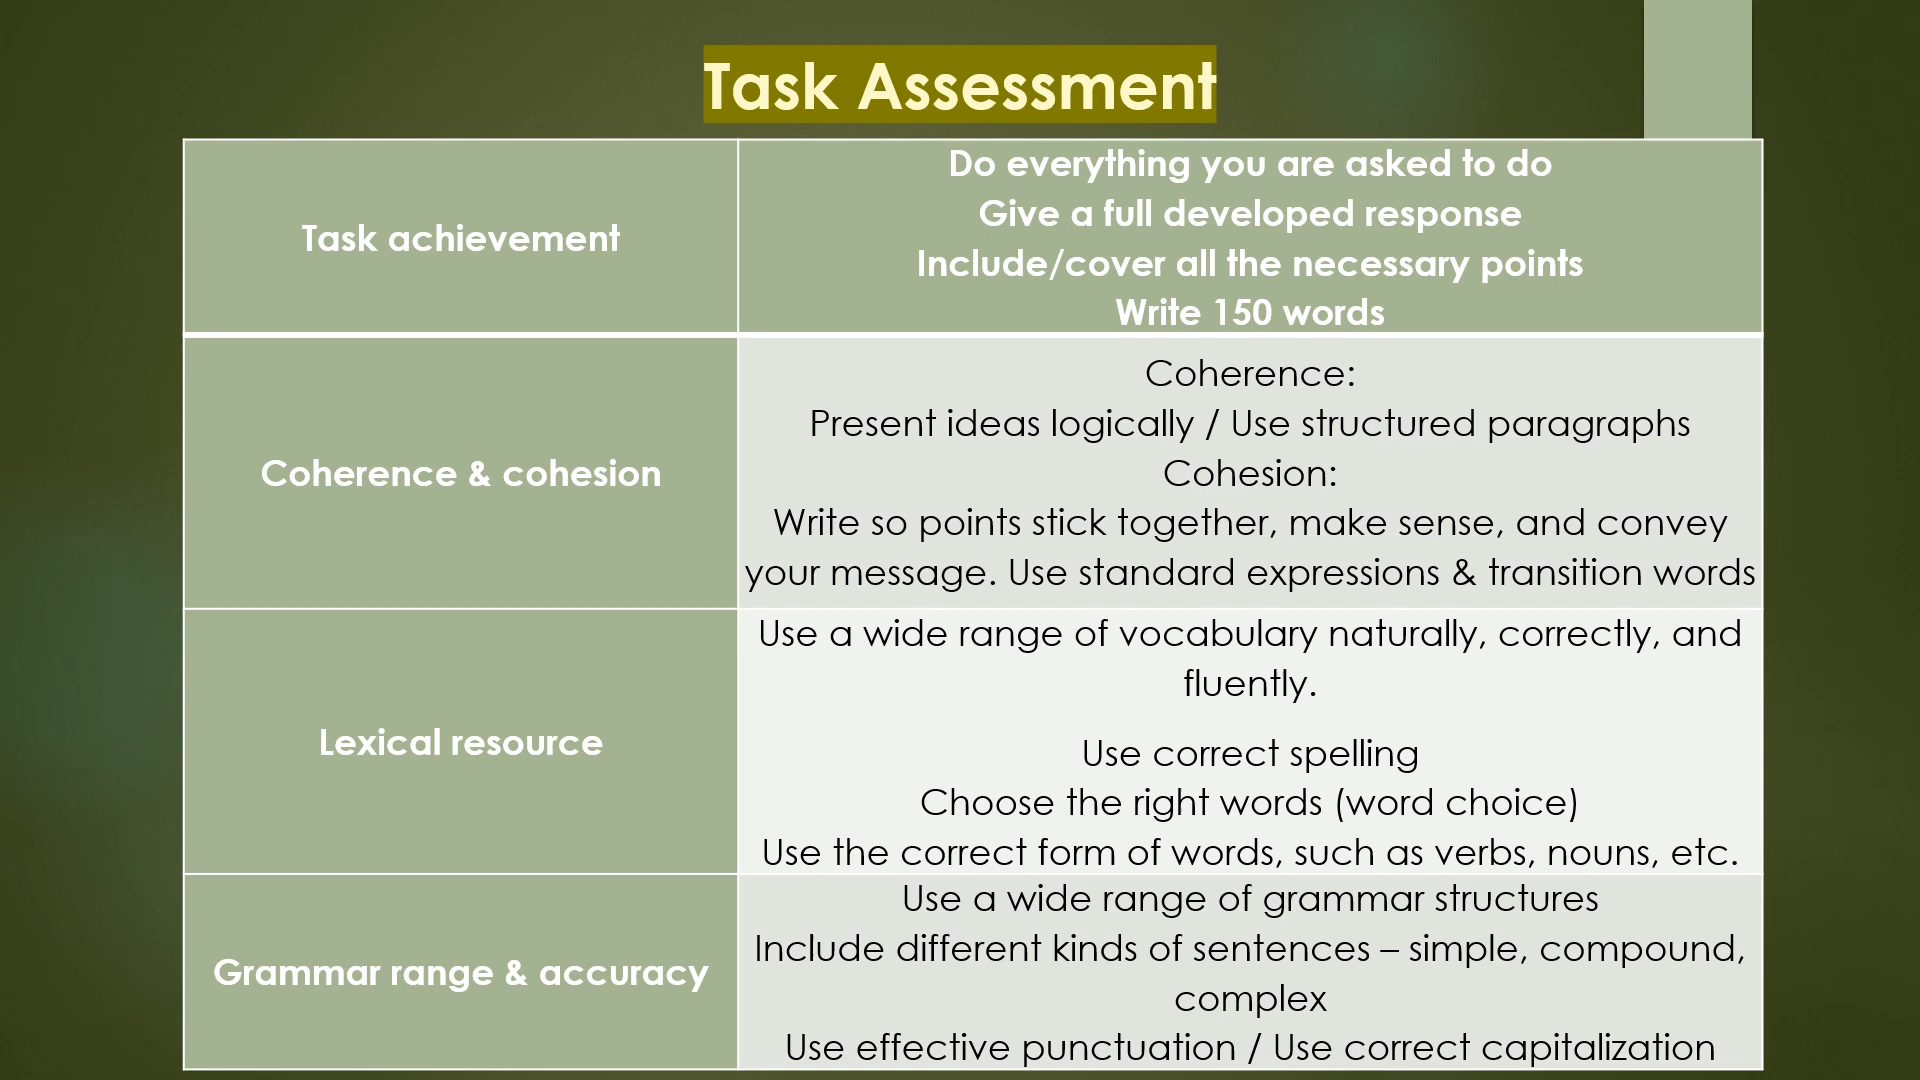 Task Assessment
Task achievement
Do everything you are asked to do
Give a full developed response
Include/cover all the necessary points
Write 150 words
Coherence & cohesion
Coherence:
Present ideas logically / Use structured paragraphs
Cohesion:
Write so points stick together, make sense, and convey
your message. Use standard expressions & transition words
Lexical resource
Use a wide range of vocabulary naturally, correctly, and
fluently.
Use correct spelling
Choose the right words (word choice)
Use the correct form of words, such as verbs, nouns, etc.
Grammar range & accuracy
Use a wide range of grammar structures
Include different kinds of sentences – simple, compound,
complex
Use effective punctuation / Use correct capitalization